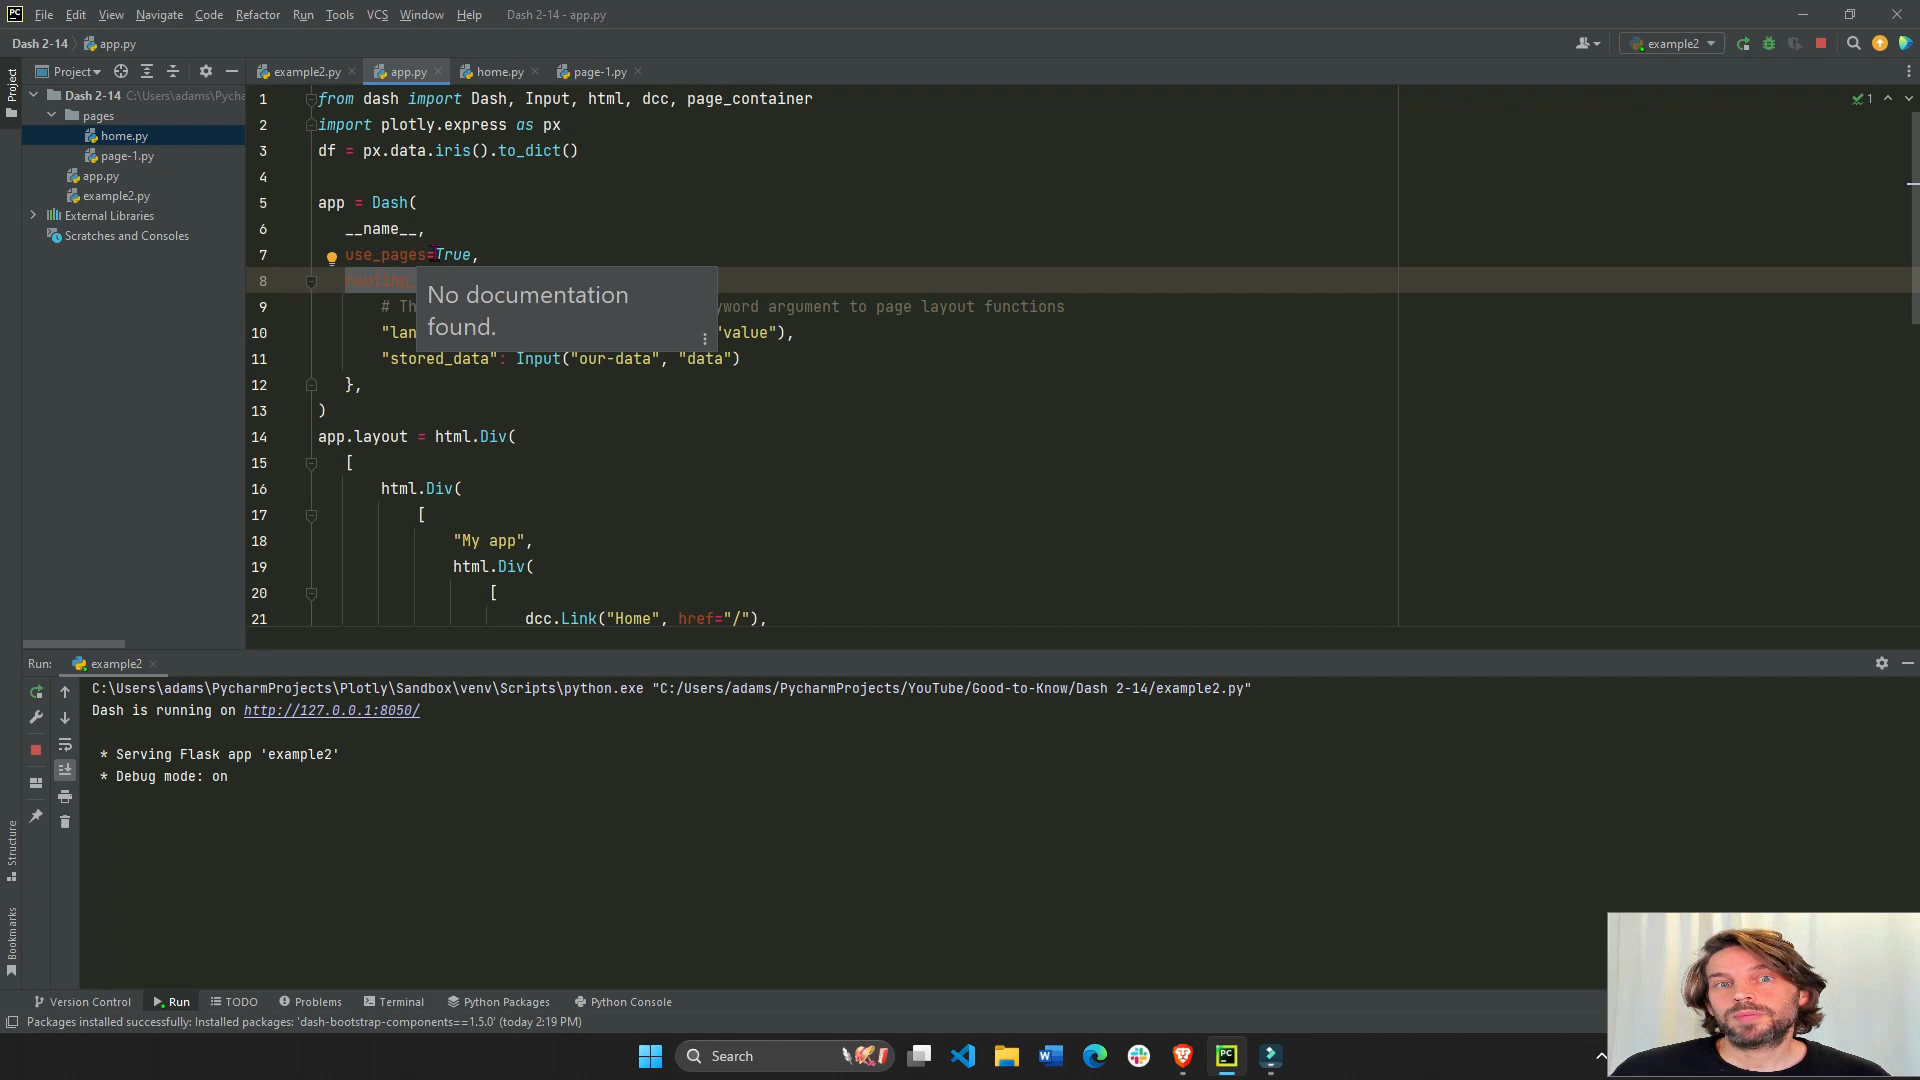 PC File Edit View Navigate Code Refactor Run Tools VCS Window Help Dash 2-14 - app.py
Dash 2-14 app.py example2
Project example2.py app.py home.py page-1.py
Project
Dash 2-14 C:\Users\adams\Pycha
pages
home.py
page-1.py
app.py
example2.py
External Libraries
Scratches and Consoles
1 from dash import Dash, Input, html, dcc, page_container 1
2 import plotly.express as px
3 df = px.data.iris().to_dict()
4
5 app = Dash(
6 __name__,
7 use_pages=True,
8 routing_
9 # Th yword argument to page layout functions
10 "lan "value"),
11 "stored_data": Input("our-data", "data")
12 },
13 )
14 app.layout = html.Div(
15 [
16 html.Div(
17 [
18 "My app",
19 html.Div(
20 [
21 dcc.Link("Home", href="/"),
No documentation
found.
Run: example2
C:\Users\adams\PycharmProjects\Plotly\Sandbox\venv\Scripts\python.exe "C:/Users/adams/PycharmProjects/YouTube/Good-to-Know/Dash 2-14/example2.py"
Dash is running on http://127.0.0.1:8050/
* Serving Flask app 'example2'
* Debug mode: on
Structure
Bookmarks
Version Control Run TODO Problems Terminal Python Packages Python Console
Packages installed successfully: Installed packages: 'dash-bootstrap-components==1.5.0' (today 2:19 PM)
Search